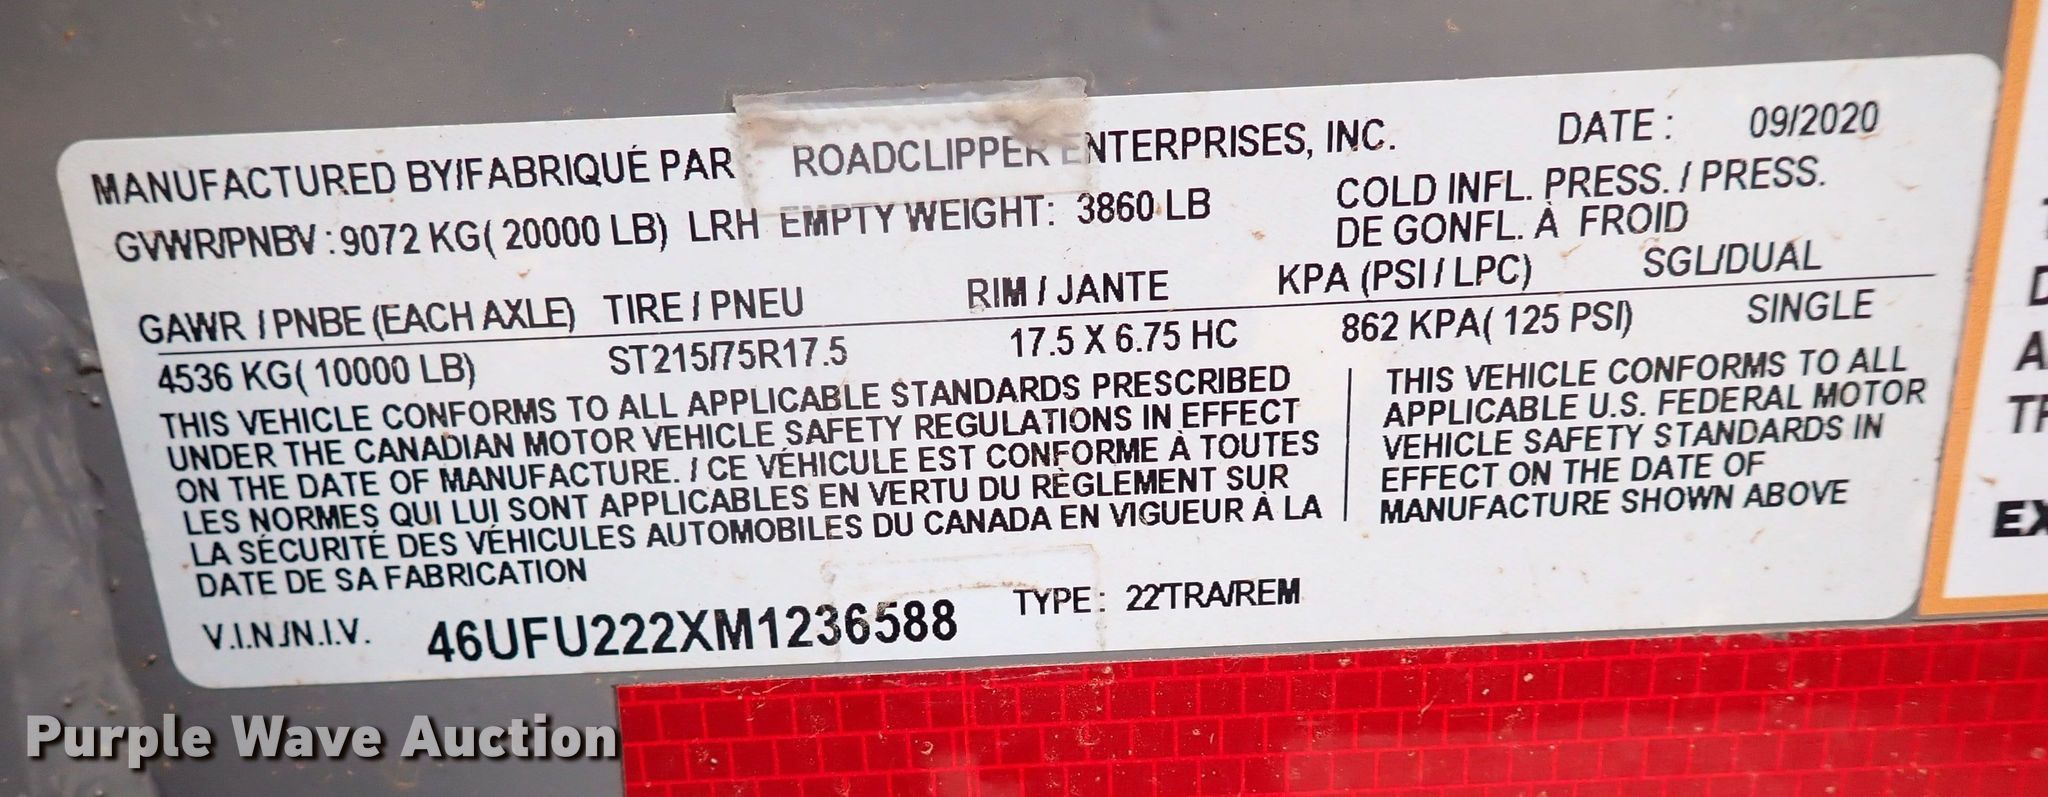 MANUFACTURED BY/FABRIQUÉ PAR ROADCLIPPER ENTERPRISES, INC. DATE: 09/2020
GVWR/PNBV: 9072 KG( 20000 LB) LRH EMPTY WEIGHT: 3860 LB
COLD INFL. PRESS. / PRESS.
DE GONFL. À FROID
GAWR / PNBE (EACH AXLE) TIRE / PNEU RIM / JANTE KPA (PSI / LPC) SGL/DUAL
4536 KG( 10000 LB) ST215/75R17.5 17.5 X 6.75 HC 862 KPA( 125 PSI) SINGLE
THIS VEHICLE CONFORMS TO ALL APPLICABLE STANDARDS PRESCRIBED
UNDER THE CANADIAN MOTOR VEHICLE SAFETY REGULATIONS IN EFFECT
ON THE DATE OF MANUFACTURE. / CE VÉHICULE EST CONFORME À TOUTES
LES NORMES QUI LUI SONT APPLICABLES EN VERTU DU RÈGLEMENT SUR
LA SÉCURITÉ DES VÉHICULES AUTOMOBILES DU CANADA EN VIGUEUR À LA
DATE DE SA FABRICATION
THIS VEHICLE CONFORMS TO ALL
APPLICABLE U.S. FEDERAL MOTOR
VEHICLE SAFETY STANDARDS IN
EFFECT ON THE DATE OF
MANUFACTURE SHOWN ABOVE
V.I.N./N.I.V. 46UFU222XM1236588 TYPE: 22'TRA/REM
Purple Wave Auction